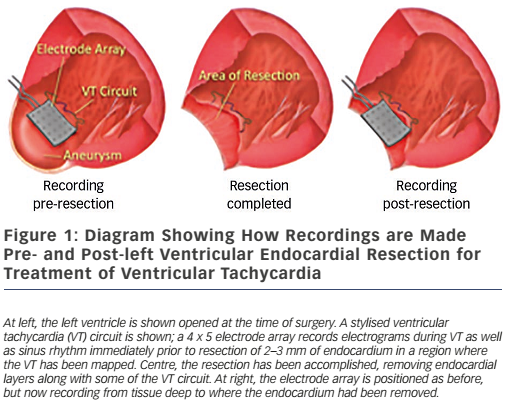 Electrode Array
VT Circuit
Aneurysm
Area of Resection
Recording
pre-resection
Resection
completed
Recording
post-resection
Figure 1: Diagram Showing How Recordings are Made
Pre- and Post-left Ventricular Endocardial Resection for
Treatment of Ventricular Tachycardia
At left, the left ventricle is shown opened at the time of surgery. A stylised ventricular
tachycardia (VT) circuit is shown; a 4 x 5 electrode array records electrograms during VT as well
as sinus rhythm immediately prior to resection of 2–3 mm of endocardium in a region where
the VT has been mapped. Centre, the resection has been accomplished, removing endocardial
layers along with some of the VT circuit. At right, the electrode array is positioned as before,
but now recording from tissue deep to where the endocardium had been removed.